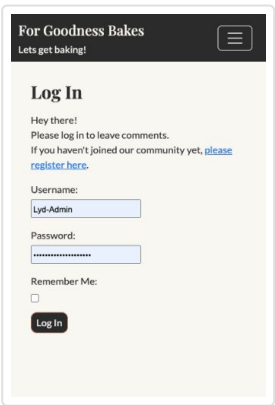 For Goodness Bakes
Lets get baking!
Log In
Hey there!
Please log in to leave comments.
If you haven't joined our community yet, please
register here.
Username:
Lyd-Admin
Password:
Remember Me:
Log In